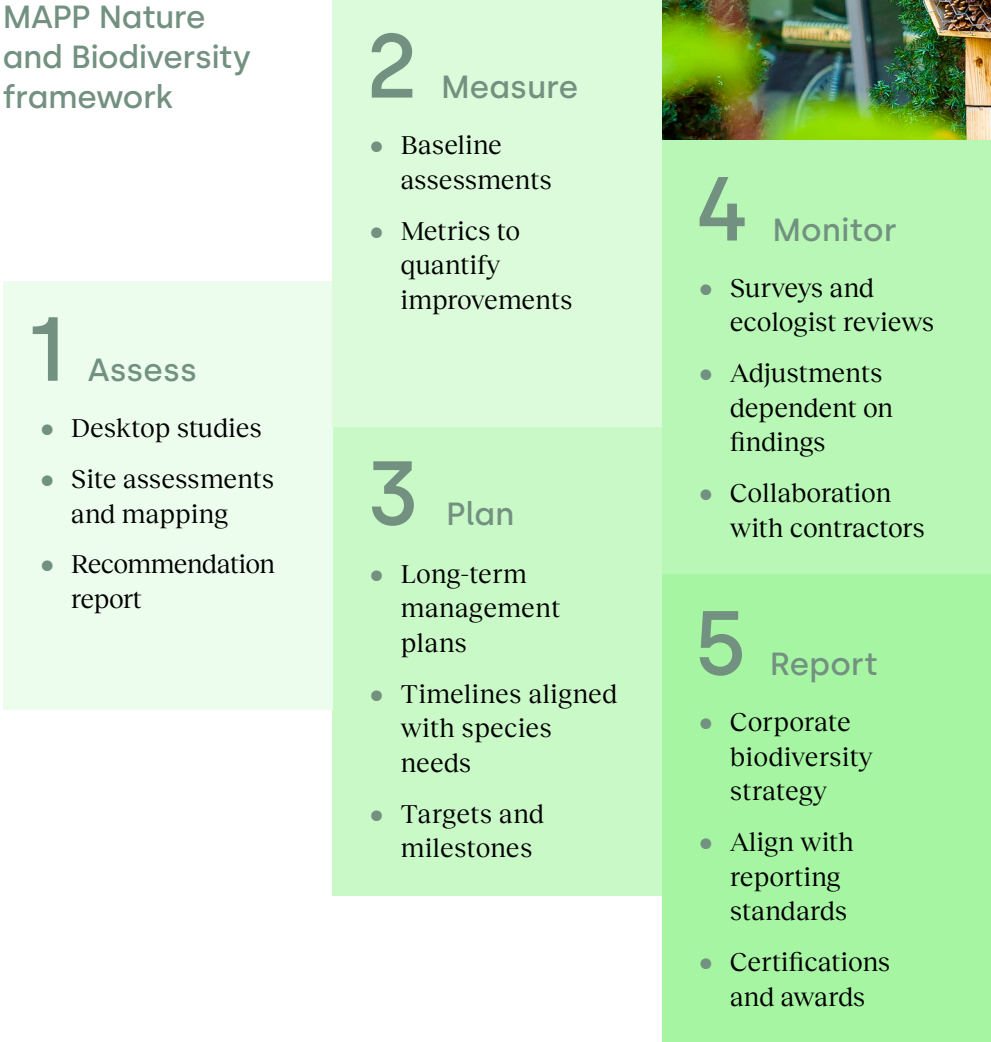 MAPP Nature
and Biodiversity
framework
1 Assess
Desktop studies
Site assessments
and mapping
Recommendation
report
2 Measure
Baseline
assessments
Metrics to
quantify
improvements
3 Plan
Long-term
management
plans
Timelines aligned
with species
needs
Targets and
milestones
4 Monitor
Surveys and
ecologist reviews
Adjustments
dependent on
findings
Collaboration
with contractors
5 Report
Corporate
biodiversity
strategy
Align with
reporting
standards
Certifications
and awards